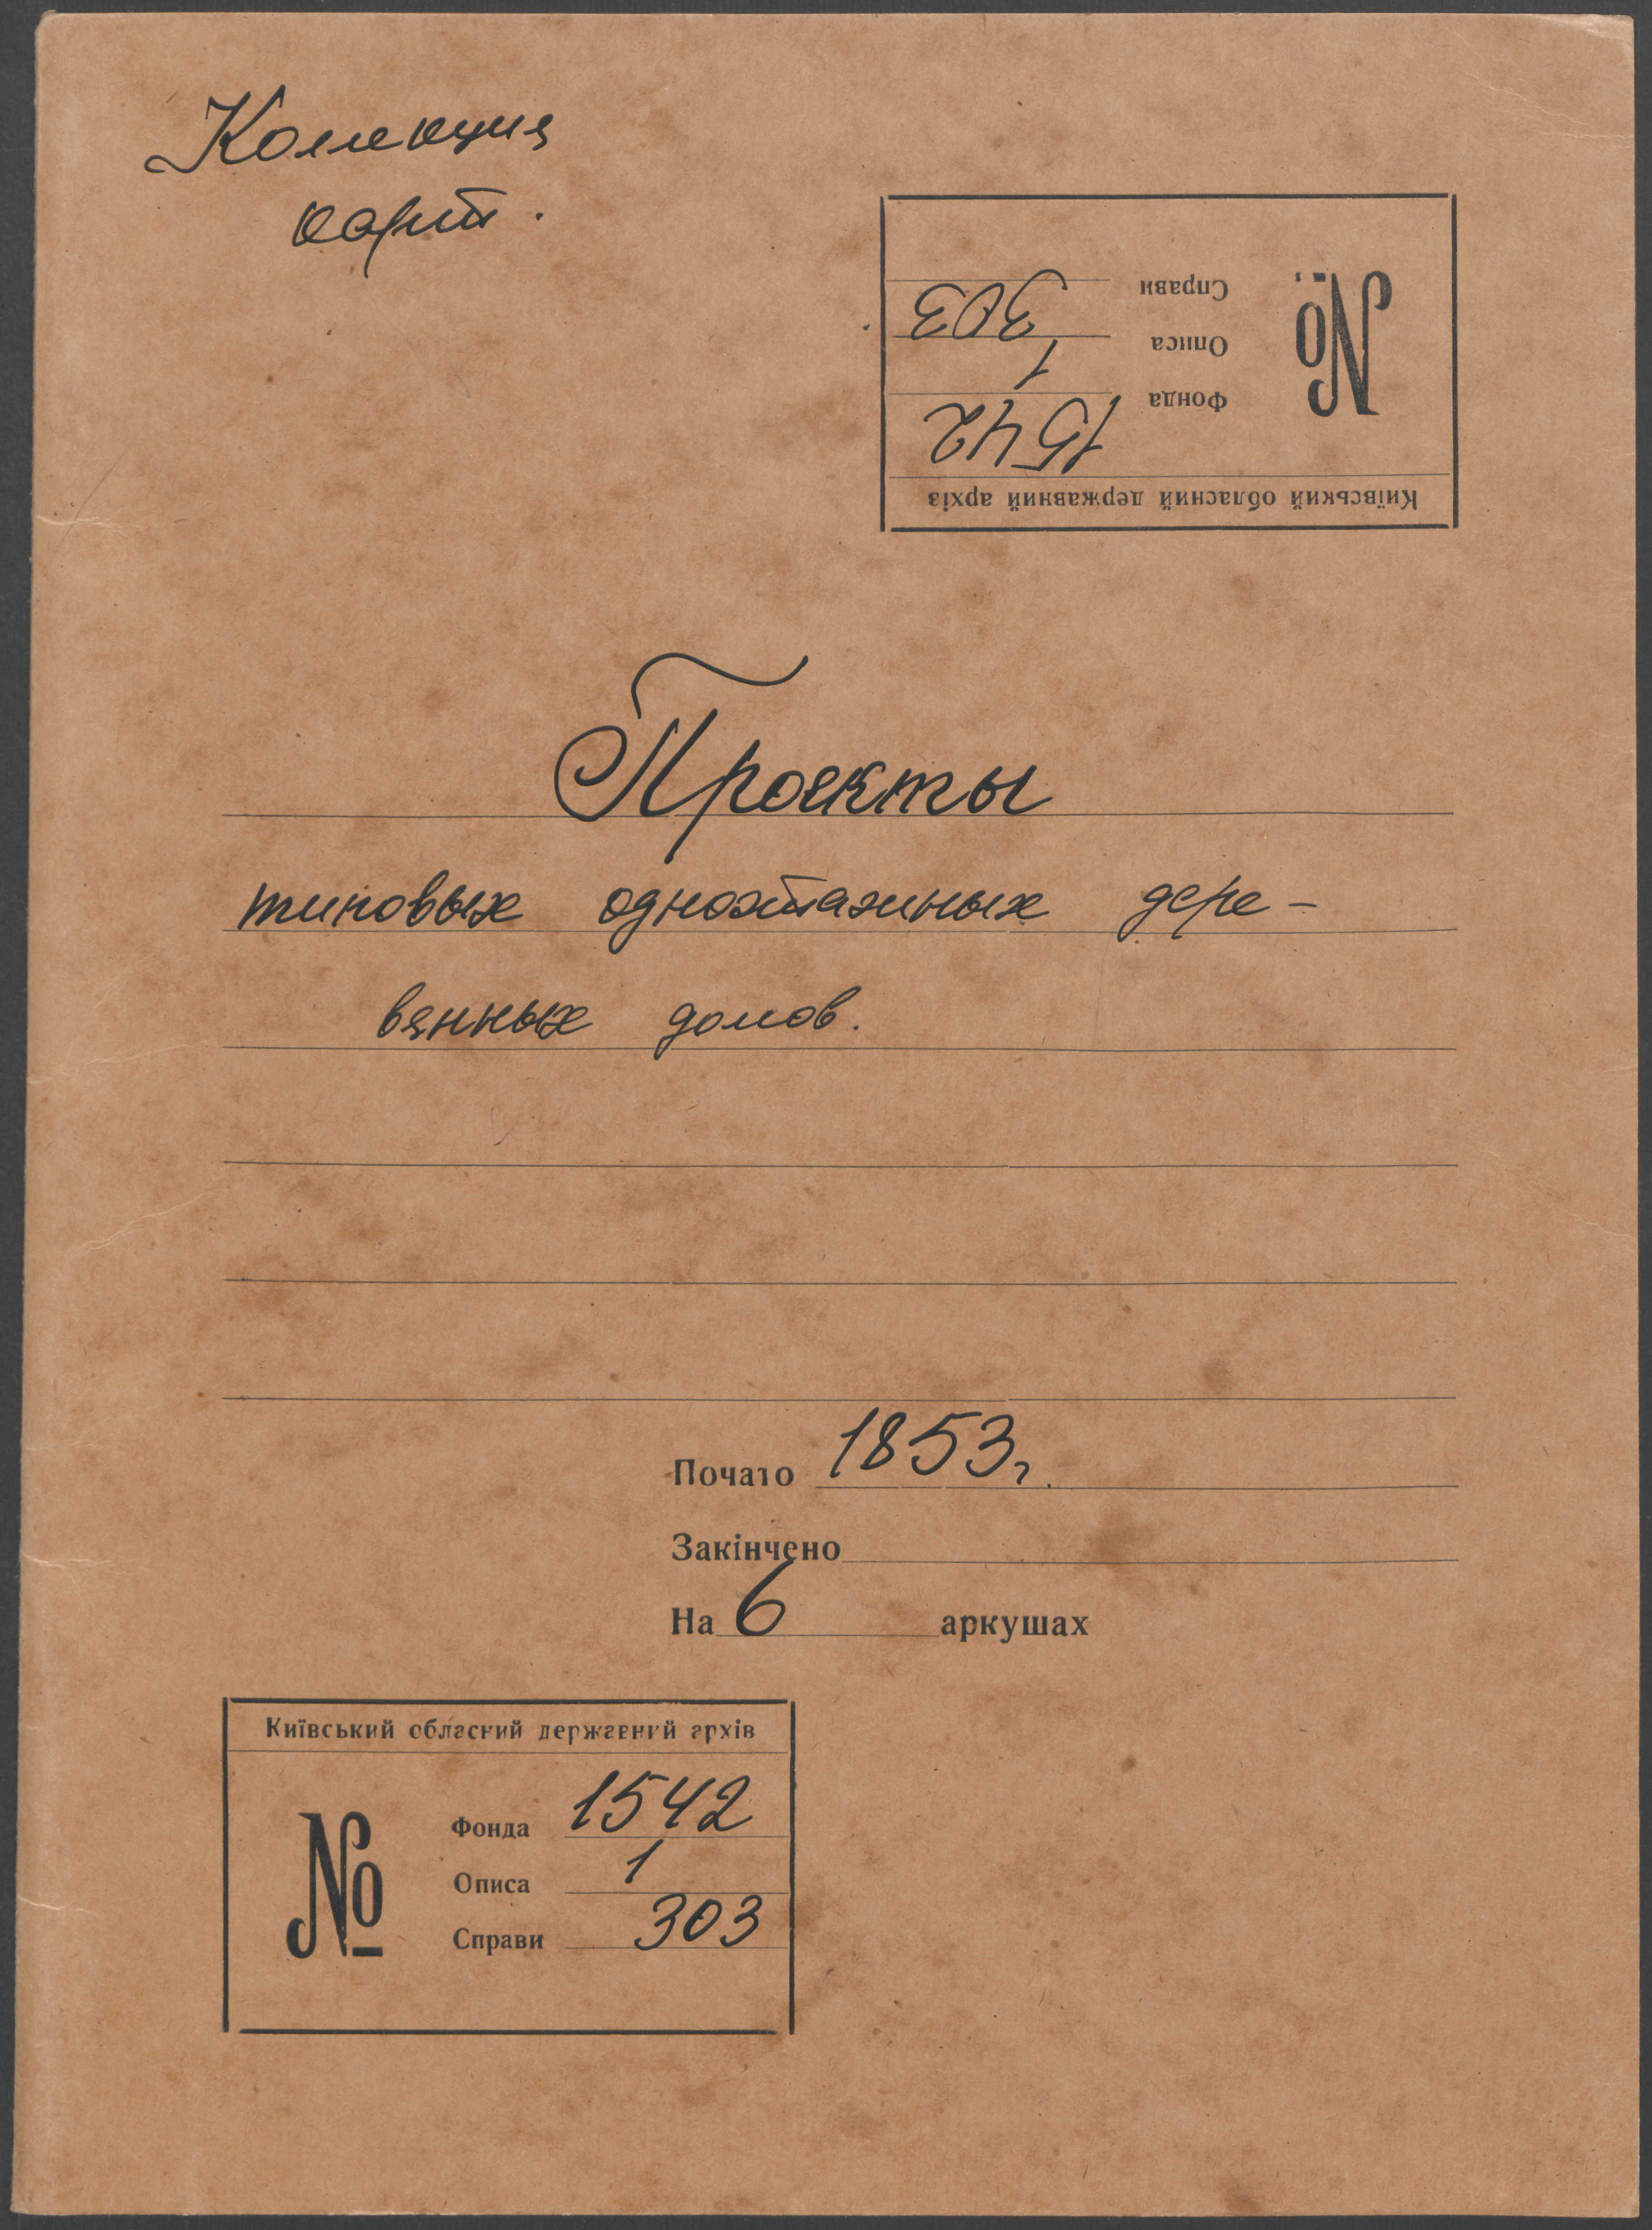 Коллекция
карт.
Київський обласний державний архів
№
Фонда 1542
Описа 1
Справи 303
Проекты
типовых одноэтажных дере-
вянных домов.
Почато 1853 г.
Закінчено
На 6 аркушах
Київський обласний державний архів
№
Фонда 1542
Описа 1
Справи 303